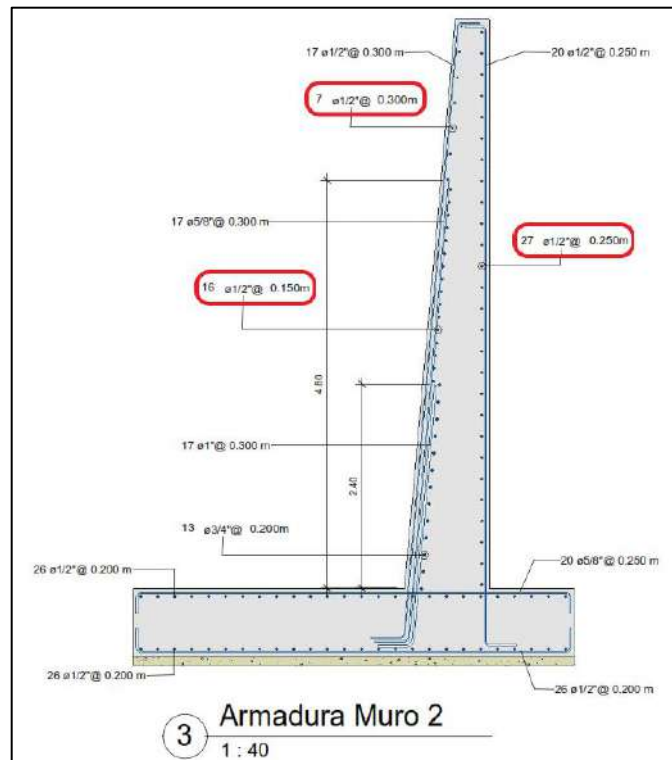 17 ø1/2"@ 0.300 m
20 ø1/2"@ 0.250 m
7 ø1/2"@ 0.300m
17 ø5/8"@ 0.300 m
27 ø1/2"@ 0.250m
16 ø1/2"@ 0.150m
4.80
2.40
17 ø1"@ 0.300 m
13 ø3/4"@ 0.200m
26 ø1/2"@ 0.200 m
20 ø5/8"@ 0.250 m
26 ø1/2"@ 0.200 m
26 ø1/2"@ 0.200 m
3 Armadura Muro 2
1 : 40